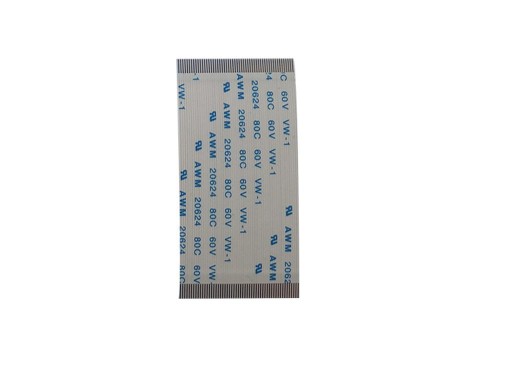 VW-1
AWM 20624 80C
-1
AWM 20624 80C 60V
AWM 20624 80C 60V VW-
AWM 20624 80C 60V VW-1
AWM 20624 80C 60V VW-1
20624 80C 60V VW-1
AWM
4 80C 60V VW-1
AWM
C 60V VW-1
AWM 2062